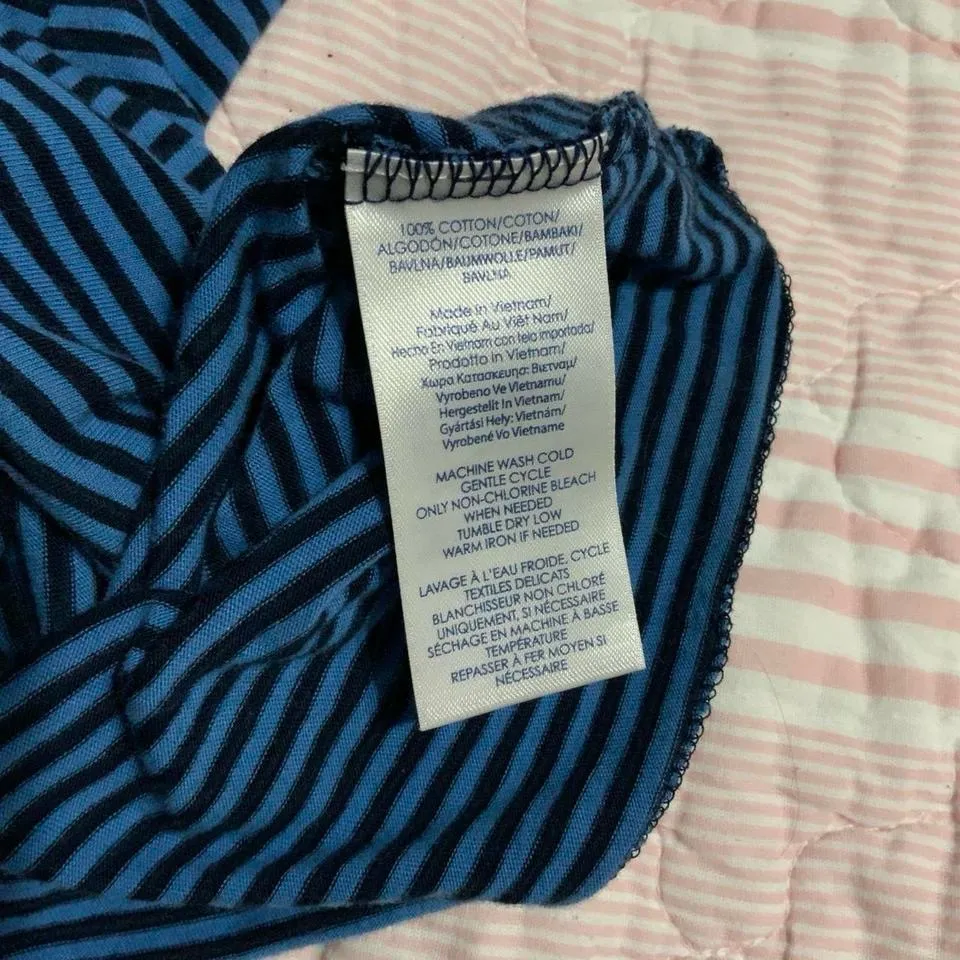 100% COTTON/COTON/
ALGODÓN/COTONE/BAMBAKI/
BAVLNA/BAUMWOLLE/PAMUT/
BAVLNA
Made in Vietnam/
Fabriqué Au Viêt Nam/
Hecho En Vietnam con tela importada/
Prodotto in Vietnam/
Χωρα Κατασκευησ: Βιετναμ/
Vyrobeno Ve Vietnamu/
Hergestellt In Vietnam/
Gyártási Hely: Vietnám/
Vyrobené Vo Vietname
MACHINE WASH COLD
GENTLE CYCLE
ONLY NON-CHLORINE BLEACH
WHEN NEEDED
TUMBLE DRY LOW
WARM IRON IF NEEDED
LAVAGE À L'EAU FROIDE, CYCLE
TEXTILES DELICATS
BLANCHISSEUR NON CHLORÉ
UNIQUEMENT, SI NÉCESSAIRE
SÉCHAGE EN MACHINE À BASSE
TEMPÉRATURE
REPASSER À FER MOYEN SI
NÉCESSAIRE